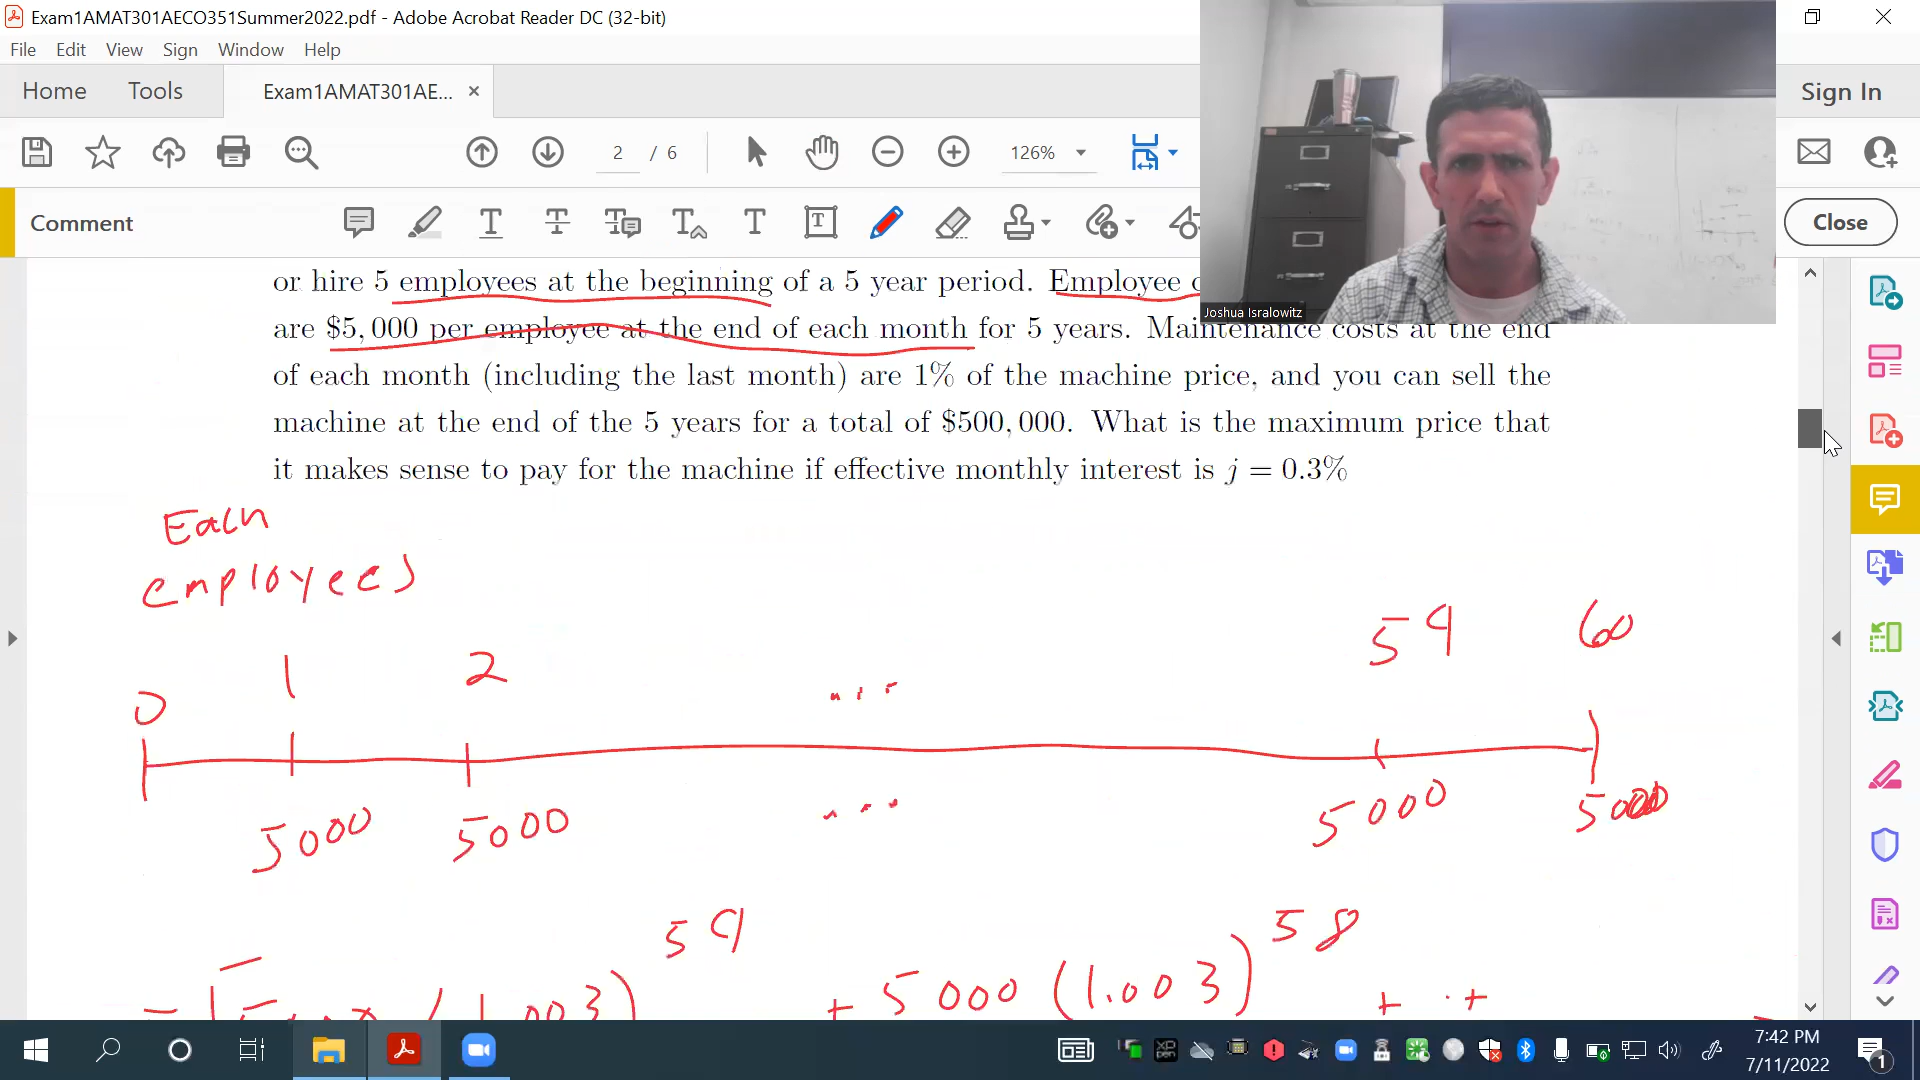 Exam1AMAT301AECO351Summer2022.pdf - Adobe Acrobat Reader DC (32-bit)
File Edit View Sign Window Help
Home Tools Exam1AMAT301AE... × Sign In
2 / 6 126%
Comment Close
or hire 5 employees at the beginning of a 5 year period. Employee
are $5,000 per employee at the end of each month for 5 years. Maintenance costs at the end
of each month (including the last month) are 1% of the machine price, and you can sell the
machine at the end of the 5 years for a total of $500,000. What is the maximum price that
it makes sense to pay for the machine if effective monthly interest is j = 0.3%
Joshua Isralowitz
Each
employees
0 1 2 ... 59 60
5000 5000 ... 5000 5000
59 58
+ 5000 (1.003) + . +
7:42 PM
7/11/2022
1